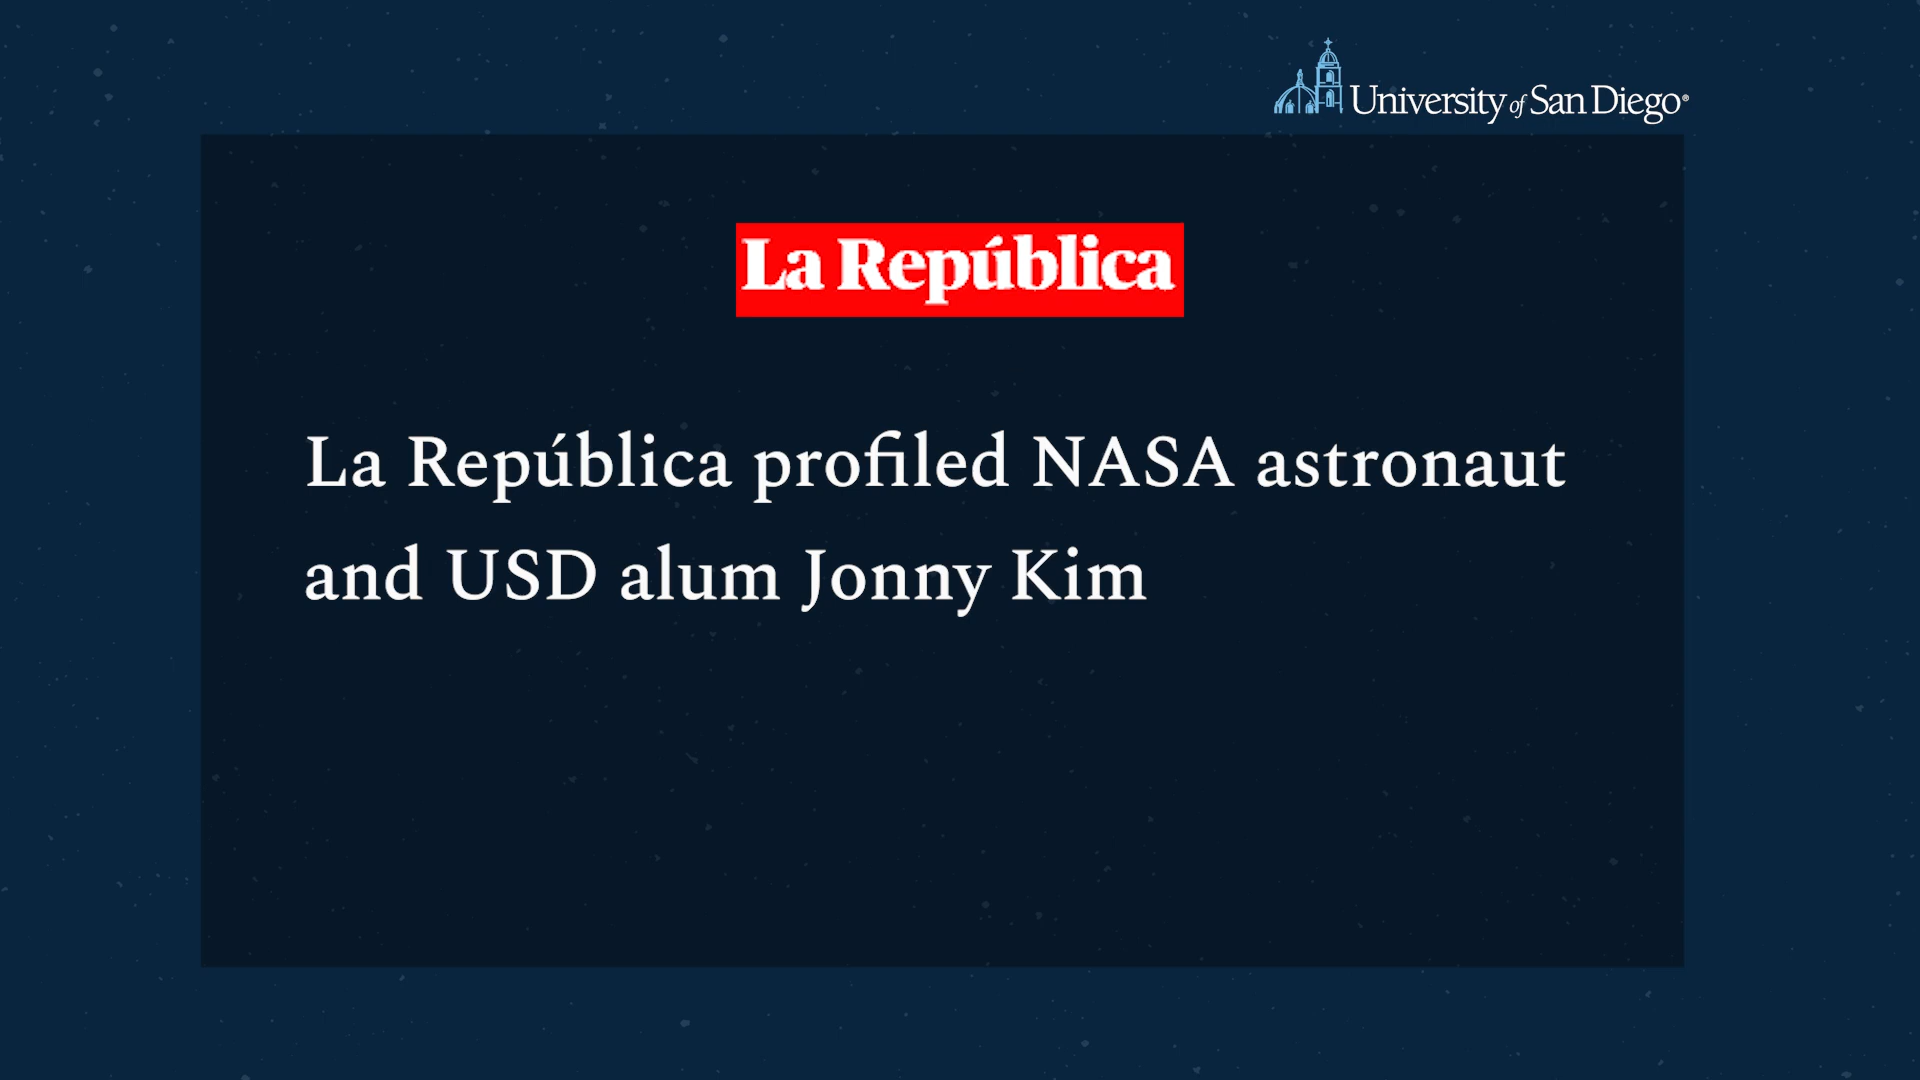 University of San Diego®
La República
La República profiled NASA astronaut
and USD alum Jonny Kim